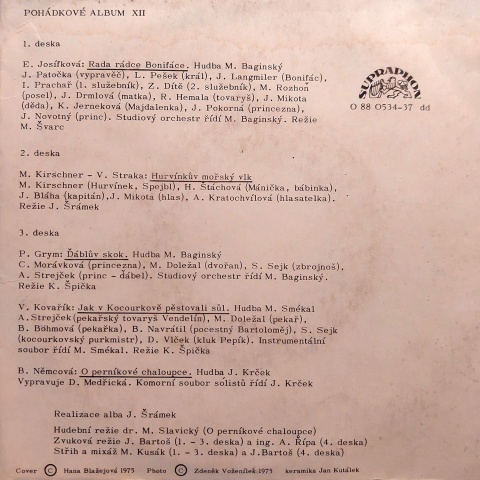 POHÁDKOVÉ ALBUM XII
1. deska
E. Josífková: Rada rádce Bonifáce. Hudba M. Baginský
J. Patočka (vypravěč), L. Pešek (král), J. Langmiler (Bonifác),
I. Prachař (1. služebník), Z. Dítě (2. služebník), M. Rozhon
(posel), J. Drmlová (matka), R. Hemala (tovaryš), J. Mikota
(děda), K. Jerneková (Majdalenka), J. Pokorná (princezna),
J. Novotný (princ). Studiový orchestr řídí M. Baginský. Režie
M. Švarc
SUPRAPHON
O 88 O534-37 dd
2. deska
M. Kirschner - V. Straka: Hurvínkův mořský vlk
M. Kirschner (Hurvínek, Spejbl), H. Štáchová (Mánička, bábinka),
J. Bláha (kapitán), J. Mikota (hlas), A. Kratochvílová (hlasatelka).
Režie J. Šrámek
3. deska
P. Grym: Ďáblův skok. Hudba M. Baginský
C. Morávková (princezna), M. Doležal (dvořan), S. Sejk (zbrojnoš),
A. Strejček (princ - ďábel). Studiový orchestr řídí M. Baginský.
Režie K. Špička
V. Kovařík: Jak v Kocourkově pěstovali sůl. Hudba M. Smékal
A. Strejček(pekařský tovaryš Vendelín), M. Doležal (pekař),
B. Böhmová (pekařka), B. Navrátil (pocestný Bartoloměj), S. Sejk
(kocourkovský purkmistr), D. Vlček (kluk Pepík). Instrumentální
soubor řídí M. Smékal. Režie K. Špička
B. Němcová: O perníkové chaloupce. Hudba J. Krček
Vypravuje D. Medřická. Komorní soubor solistů řídí J. Krček
Realizace alba J. Šrámek
Hudební režie dr. M. Slavický (O perníkové chaloupce)
Zvuková režie J. Bartoš (1. - 3. deska) a ing. A. Řípa (4. deska)
Střih a mixáž M. Kusák (1. - 3. deska) a J.Bartoš (4. deska)
Cover © Hana Blažejová 1975 Photo © Zdeněk Voženílek 1975 keramika Jan Kutálek